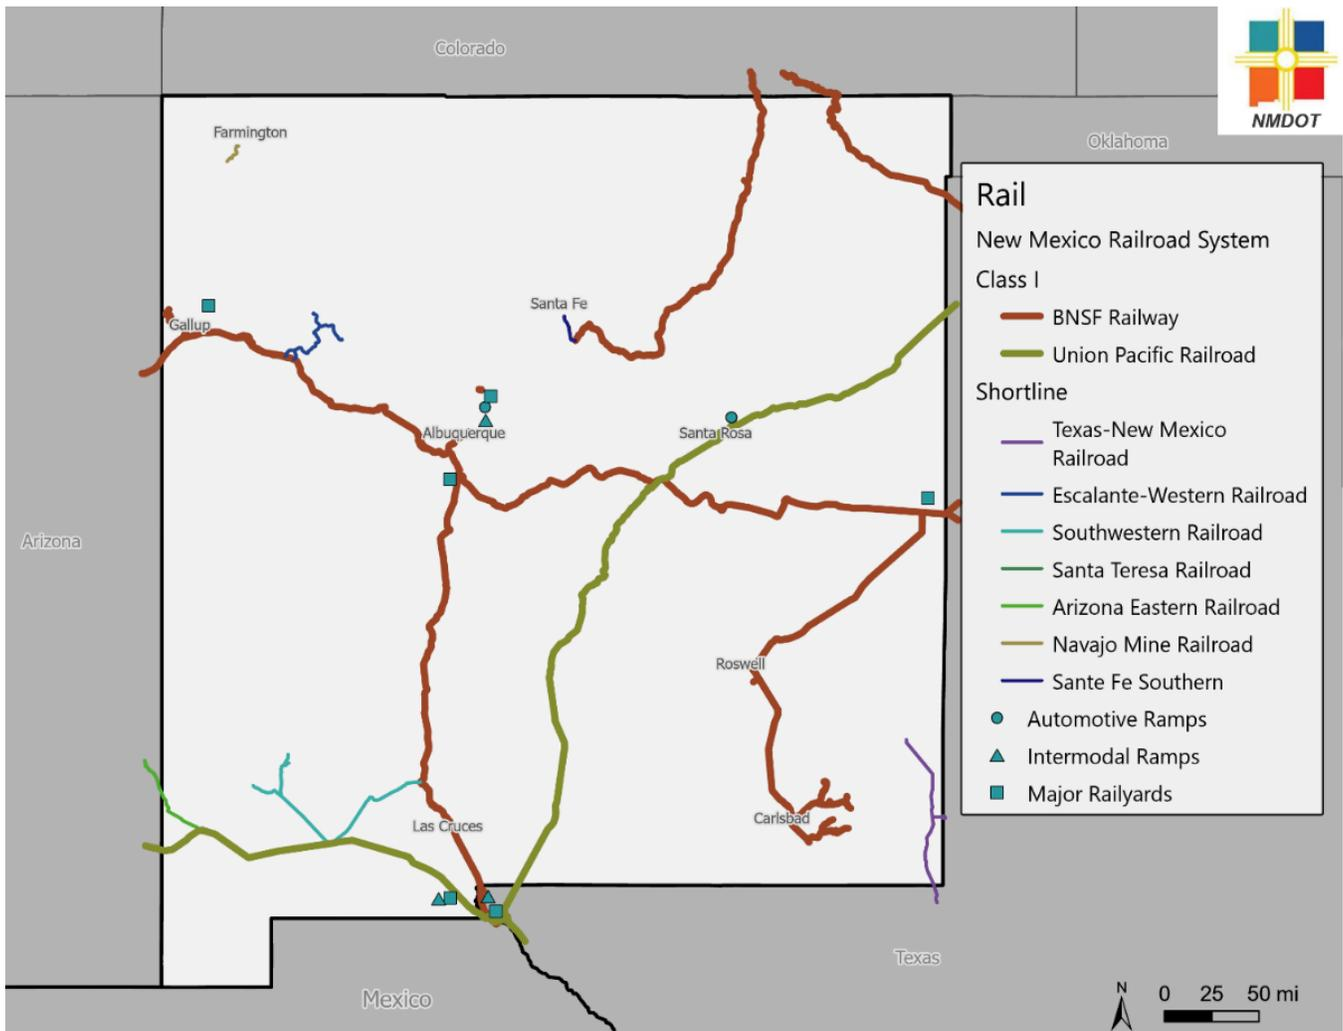 Colorado
NMDOT
Farmington
Oklahoma
Rail
New Mexico Railroad System
Class I
Santa Fe
BNSF Railway
Gallup
Union Pacific Railroad
Shortline
Texas-New Mexico
Railroad
Albuquerque
Santa Rosa
Escalante-Western Railroad
Southwestern Railroad
Arizona
Santa Teresa Railroad
Arizona Eastern Railroad
Navajo Mine Railroad
Roswell
Sante Fe Southern
Automotive Ramps
Intermodal Ramps
Major Railyards
Carlsbad
Las Cruces
Texas
Mexico
N
0 25 50 mi